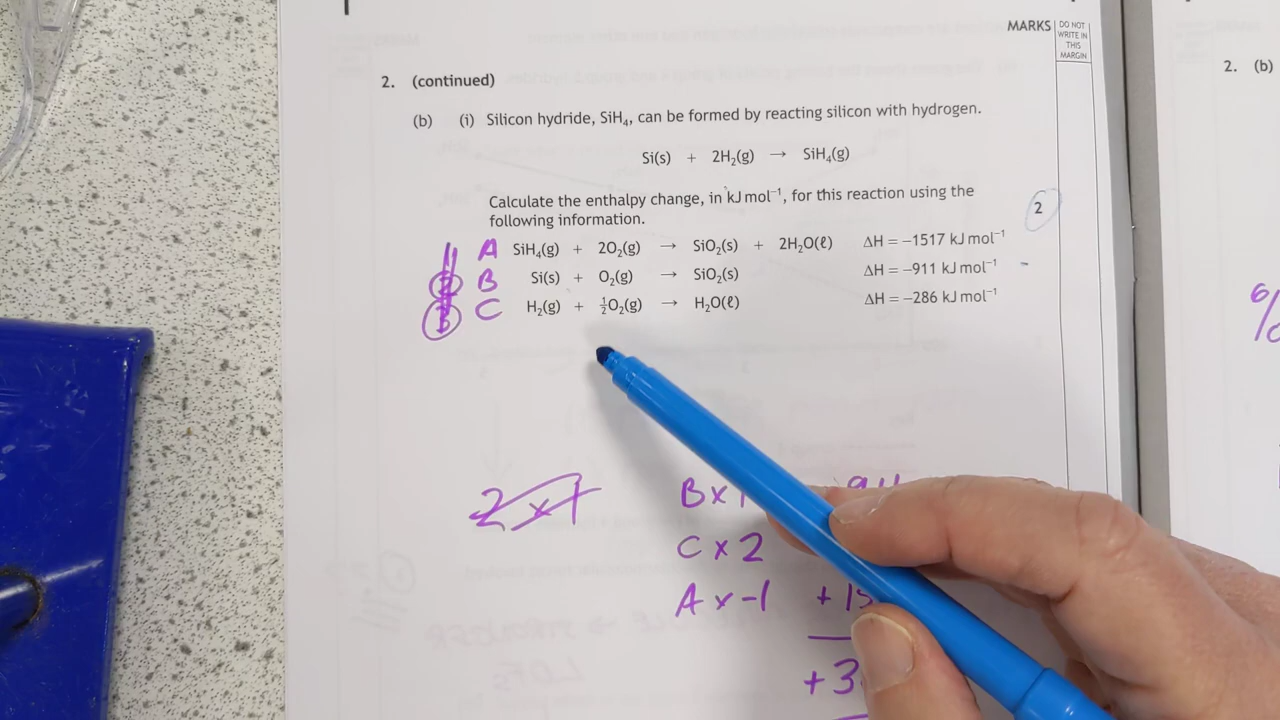 MARKS
DO NOT
WRITE IN
THIS
MARGIN
2. (continued)
2. (b)
(b) (i) Silicon hydride, SiH₄, can be formed by reacting silicon with hydrogen.
Si(s) + 2H₂(g) → SiH₄(g)
Calculate the enthalpy change, in kJ mol⁻¹, for this reaction using the
following information.
2
A SiH₄(g) + 2O₂(g) → SiO₂(s) + 2H₂O(ℓ) ΔH = −1517 kJ mol⁻¹
B Si(s) + O₂(g) → SiO₂(s) ΔH = −911 kJ mol⁻¹
C H₂(g) + ½O₂(g) → H₂O(ℓ) ΔH = −286 kJ mol⁻¹
2 x 1
B x 1
C x 2
A x -1 + 15
+3